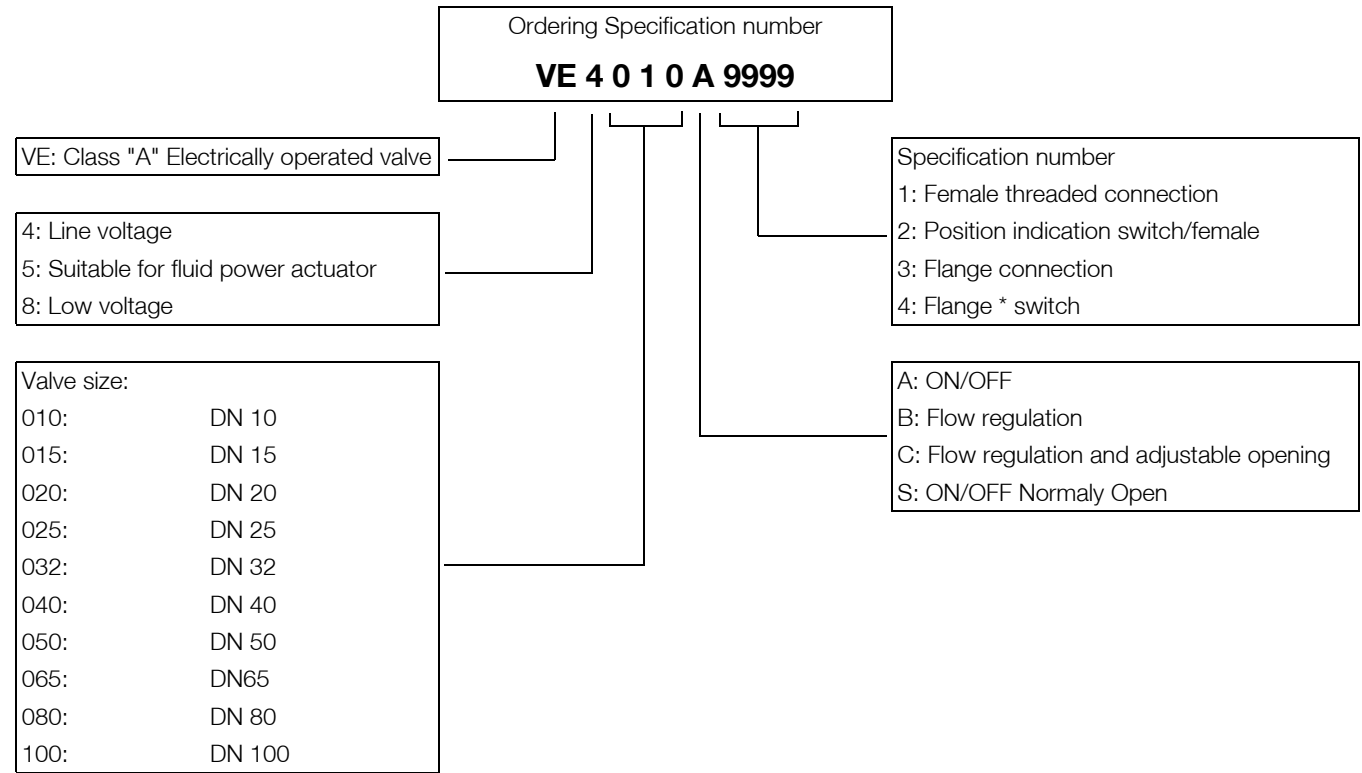 Ordering Specification number
VE 4 0 1 0 A 9999
VE: Class "A" Electrically operated valve
4: Line voltage
5: Suitable for fluid power actuator
8: Low voltage
Valve size:
010: DN 10
015: DN 15
020: DN 20
025: DN 25
032: DN 32
040: DN 40
050: DN 50
065: DN65
080: DN 80
100: DN 100
Specification number
1: Female threaded connection
2: Position indication switch/female
3: Flange connection
4: Flange * switch
A: ON/OFF
B: Flow regulation
C: Flow regulation and adjustable opening
S: ON/OFF Normaly Open